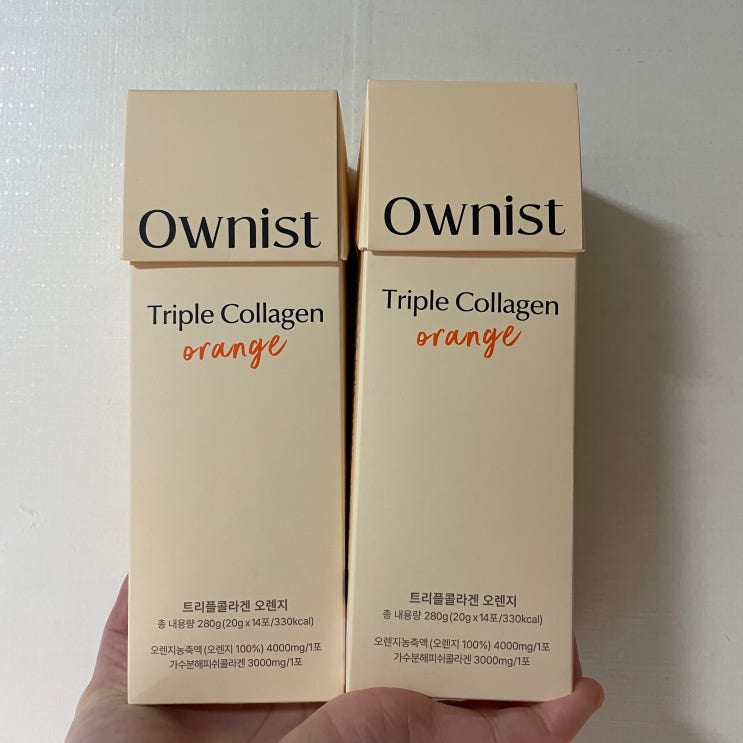 Ownist
Triple Collagen
orange
트리플콜라겐 오렌지
총 내용량 280g(20g x 14포/330kcal)
오렌지농축액(오렌지 100%) 4000mg/1포
가수분해피쉬콜라겐 3000mg/1포
Ownist
Triple Collagen
orange
트리플콜라겐 오렌지
총 내용량 280g(20g x 14포/330kcal)
오렌지농축액(오렌지 100%) 4000mg/1포
가수분해피쉬콜라겐 3000mg/1포